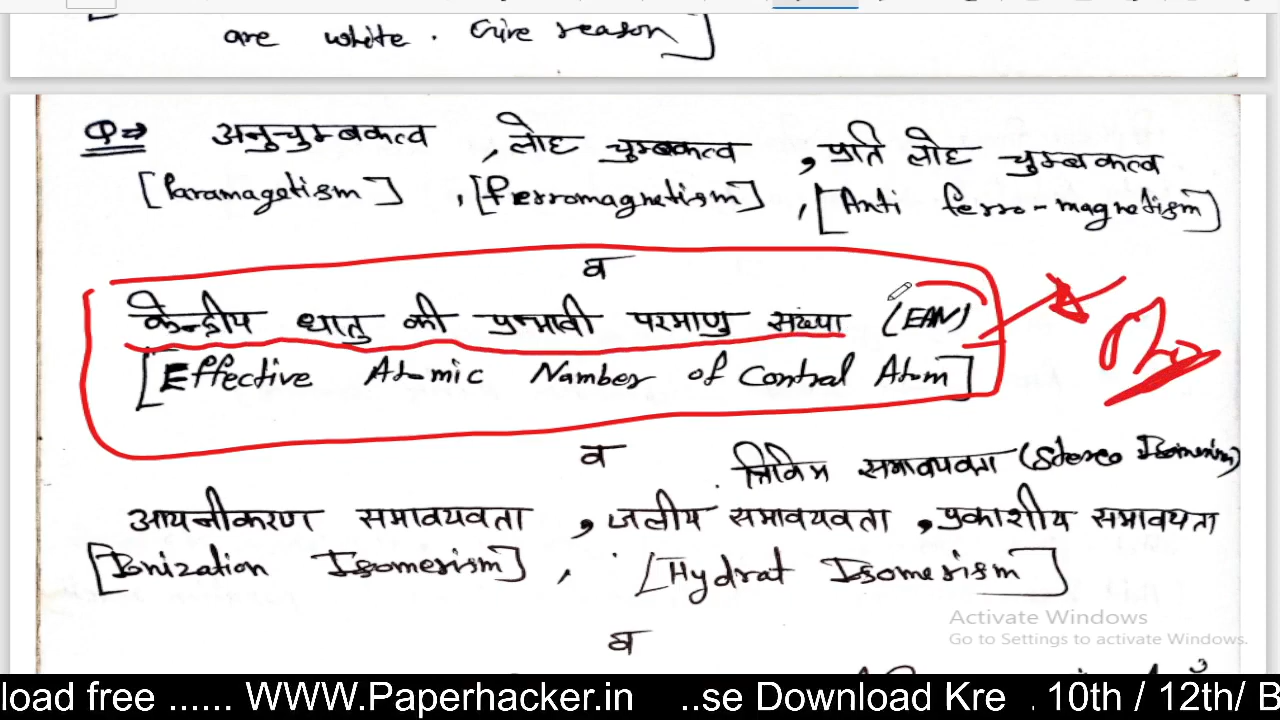 are white. Give reason]
Q⇒ अनुचुम्बकत्व , लोह चुम्बकत्व , प्रति लोह चुम्बकत्व
[Paramagetism] , [Ferromagnetism] , [Anti ferro-magnetism]
व
केन्द्रीय धातु की प्रभावी परमाणु संख्या (EAN)
[Effective Atomic Number of Central Atom]
व
त्रिविम समावयवता (Stereo Isomerism)
आयनीकरण समावयवता , जलीय समावयवता , प्रकाशीय समावयता
[Ionization Isomerism] , [Hydrat Isomerism]
व
Activate Windows
Go to Settings to activate Windows.
load free ...... WWW.Paperhacker.in ..se Download Kre . 10th / 12th/ B